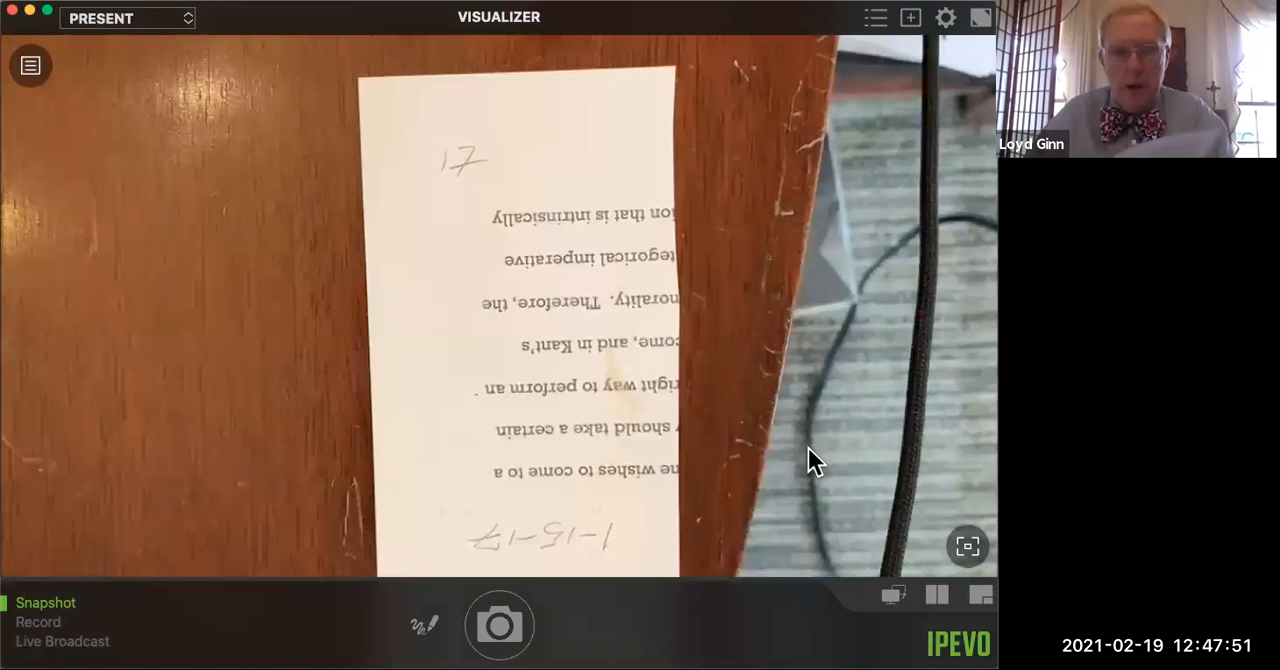 PRESENT
VISUALIZER
Loyd Ginn
1-15-17
ne wishes to come to a
should take a certain
right way to perform an
come, and in Kant's
morality. Therefore, the
tegorical imperative
ion that is intrinsically
17
Snapshot
Record
Live Broadcast
IPEVO
2021-02-19 12:47:51